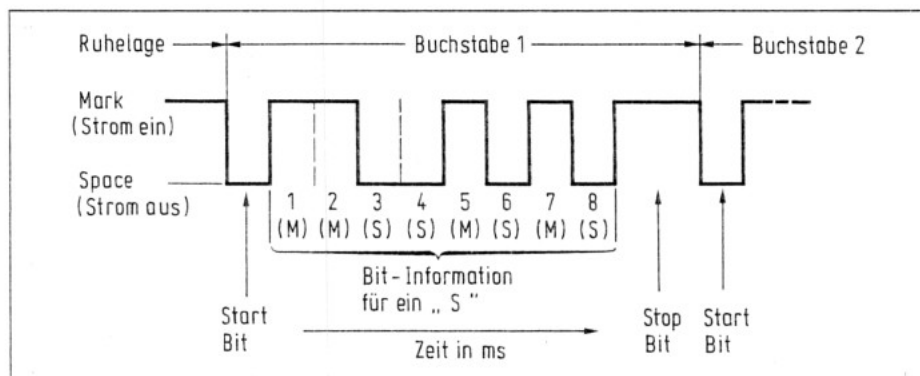 Ruhelage Buchstabe 1 Buchstabe 2
Mark
(Strom ein)
Space
(Strom aus)
1 2 3 4 5 6 7 8
(M) (M) (S) (S) (M) (S) (M) (S)
Bit-Information
für ein „S"
Start
Bit
Zeit in ms
Stop
Bit
Start
Bit